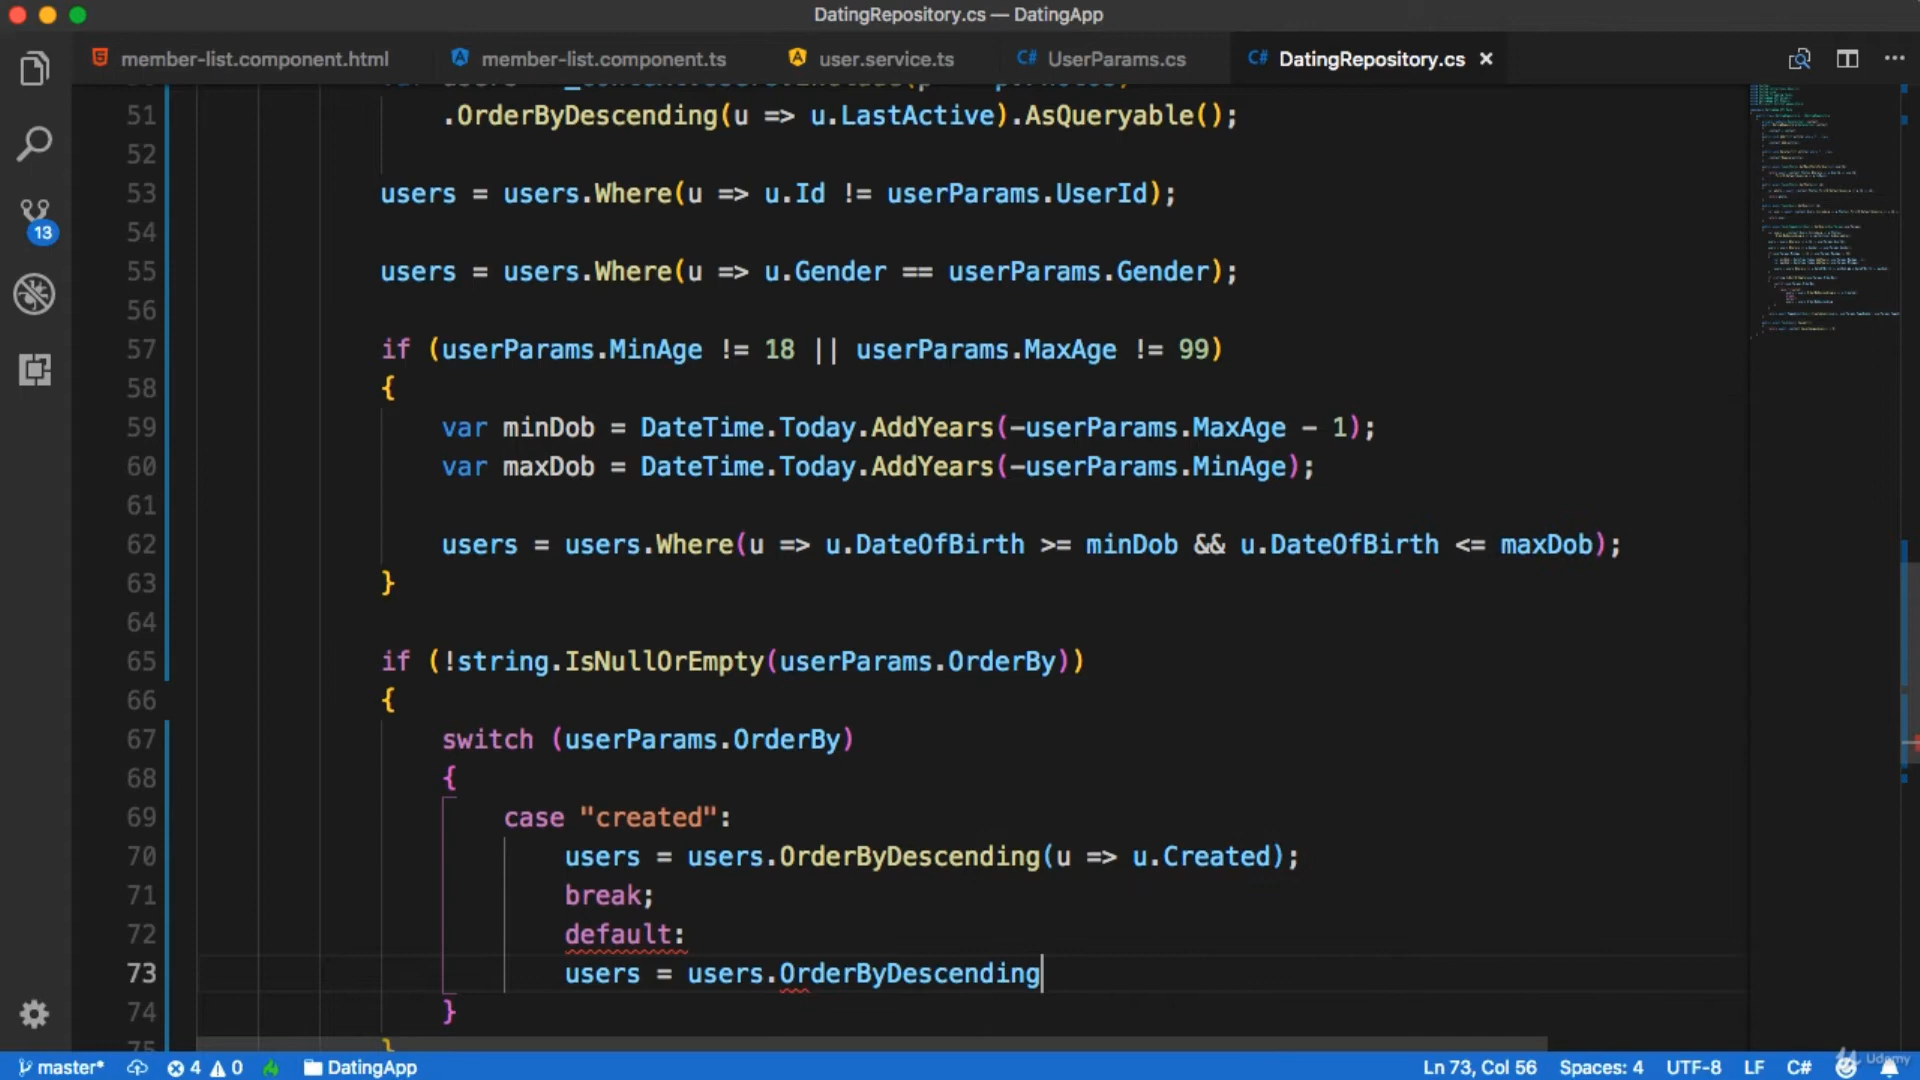 DatingRepository.cs — DatingApp
member-list.component.html member-list.component.ts user.service.ts C# UserParams.cs C# DatingRepository.cs ×
51 .OrderByDescending(u => u.LastActive).AsQueryable();
52
53 users = users.Where(u => u.Id != userParams.UserId);
54
55 users = users.Where(u => u.Gender == userParams.Gender);
56
57 if (userParams.MinAge != 18 || userParams.MaxAge != 99)
58 {
59 var minDob = DateTime.Today.AddYears(-userParams.MaxAge - 1);
60 var maxDob = DateTime.Today.AddYears(-userParams.MinAge);
61
62 users = users.Where(u => u.DateOfBirth >= minDob && u.DateOfBirth <= maxDob);
63 }
64
65 if (!string.IsNullOrEmpty(userParams.OrderBy))
66 {
67 switch (userParams.OrderBy)
68 {
69 case "created":
70 users = users.OrderByDescending(u => u.Created);
71 break;
72 default:
73 users = users.OrderByDescending
74 }
75 }
13
master* 4 0 DatingApp Ln 73, Col 56 Spaces: 4 UTF-8 LF C#
Udemy